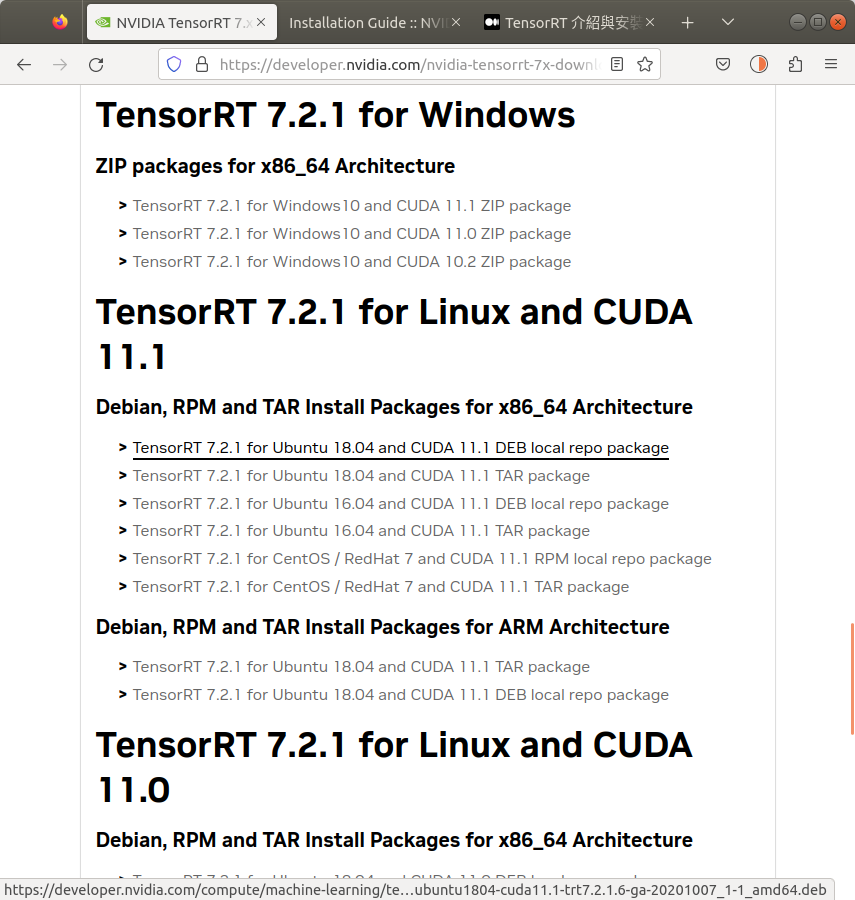 NVIDIA TensorRT 7.x
Installation Guide :: NVI
TensorRT 介紹與安裝
https://developer.nvidia.com/nvidia-tensorrt-7x-downl
TensorRT 7.2.1 for Windows
ZIP packages for x86_64 Architecture
> TensorRT 7.2.1 for Windows10 and CUDA 11.1 ZIP package
> TensorRT 7.2.1 for Windows10 and CUDA 11.0 ZIP package
> TensorRT 7.2.1 for Windows10 and CUDA 10.2 ZIP package
TensorRT 7.2.1 for Linux and CUDA
11.1
Debian, RPM and TAR Install Packages for x86_64 Architecture
> TensorRT 7.2.1 for Ubuntu 18.04 and CUDA 11.1 DEB local repo package
> TensorRT 7.2.1 for Ubuntu 18.04 and CUDA 11.1 TAR package
> TensorRT 7.2.1 for Ubuntu 16.04 and CUDA 11.1 DEB local repo package
> TensorRT 7.2.1 for Ubuntu 16.04 and CUDA 11.1 TAR package
> TensorRT 7.2.1 for CentOS / RedHat 7 and CUDA 11.1 RPM local repo package
> TensorRT 7.2.1 for CentOS / RedHat 7 and CUDA 11.1 TAR package
Debian, RPM and TAR Install Packages for ARM Architecture
> TensorRT 7.2.1 for Ubuntu 18.04 and CUDA 11.1 TAR package
> TensorRT 7.2.1 for Ubuntu 18.04 and CUDA 11.1 DEB local repo package
TensorRT 7.2.1 for Linux and CUDA
11.0
Debian, RPM and TAR Install Packages for x86_64 Architecture
https://developer.nvidia.com/compute/machine-learning/te…ubuntu1804-cuda11.1-trt7.2.1.6-ga-20201007_1-1_amd64.deb